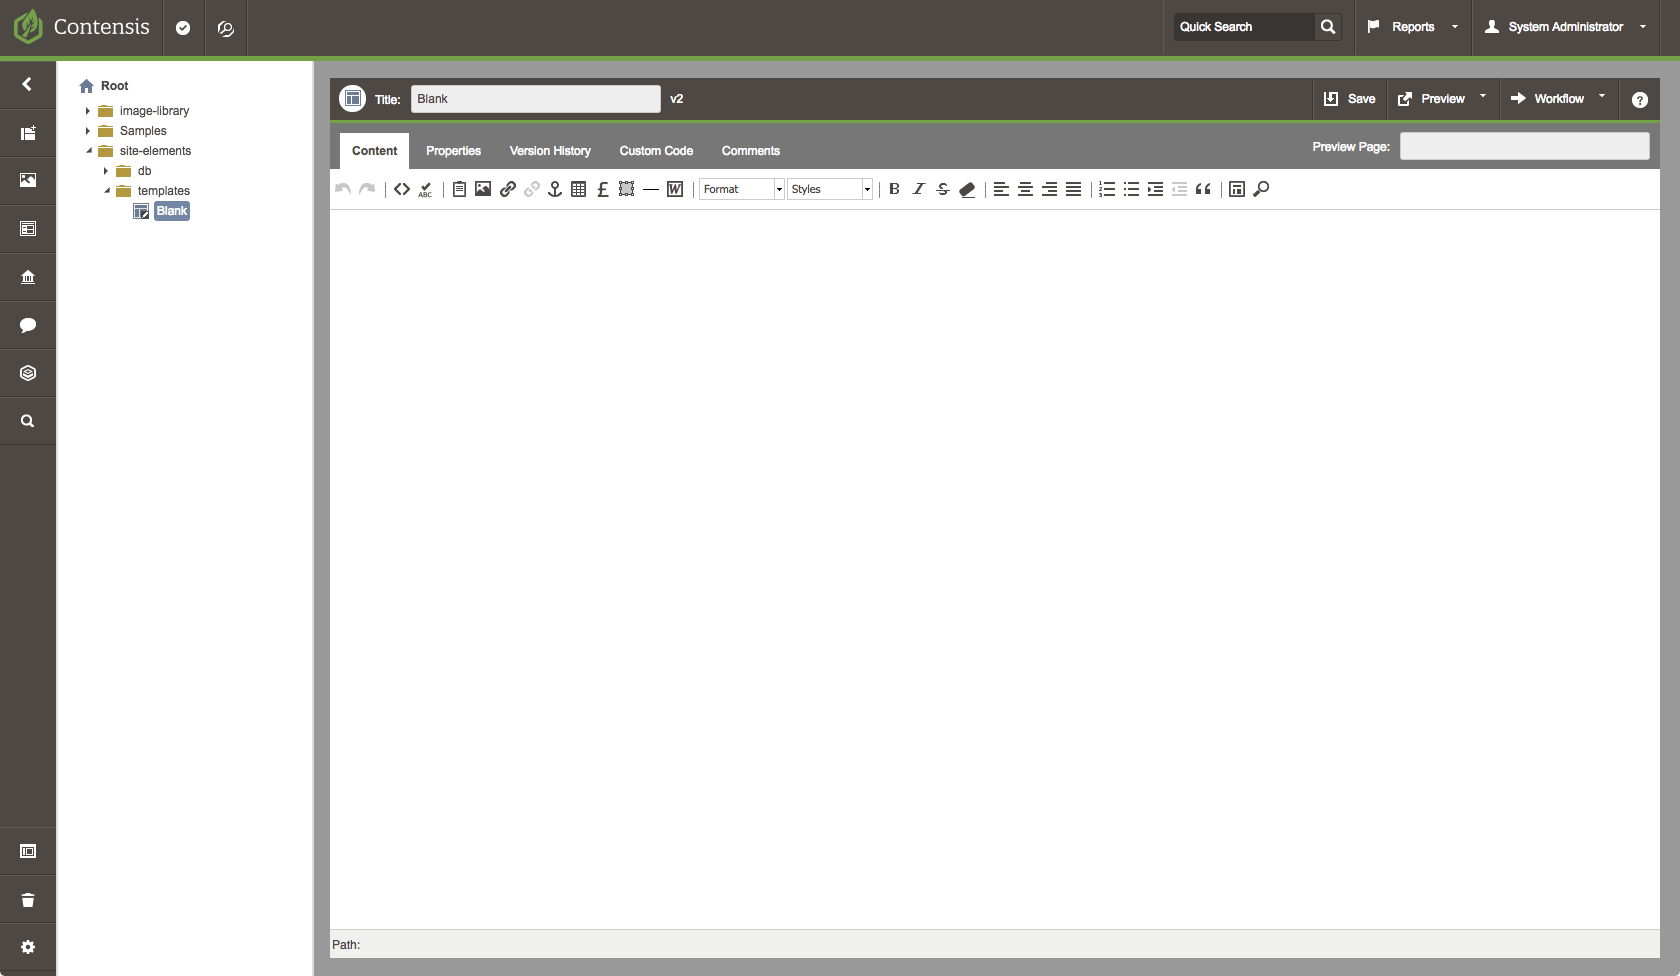 Contensis
Quick Search
Reports
System Administrator
Root
image-library
Samples
site-elements
db
templates
Blank
Title:
Blank
v2
Save
Preview
Workflow
?
Content
Properties
Version History
Custom Code
Comments
Preview Page:
ABC
£
W
Format
Styles
B
I
S
Path: